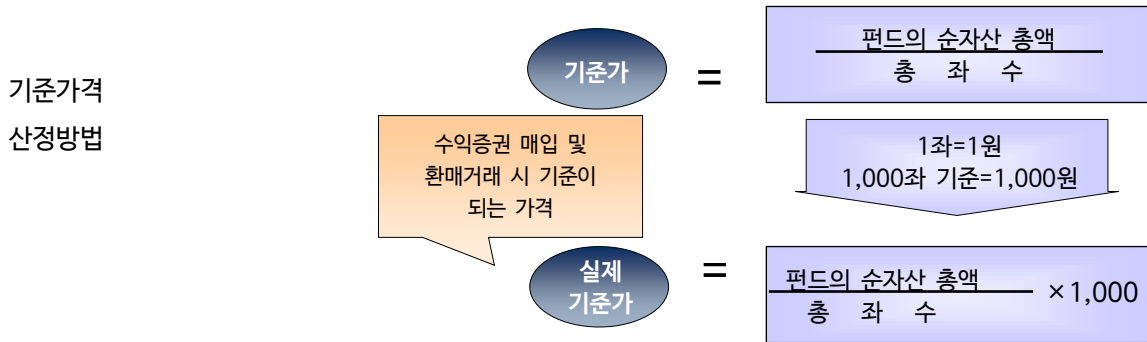 기준가격
산정방법
기준가
=
펀드의 순자산 총액
총 좌 수
수익증권 매입 및
환매거래 시 기준이
되는 가격
1좌=1원
1,000좌 기준=1,000원
실제
기준가
=
펀드의 순자산 총액
총 좌 수
×1,000